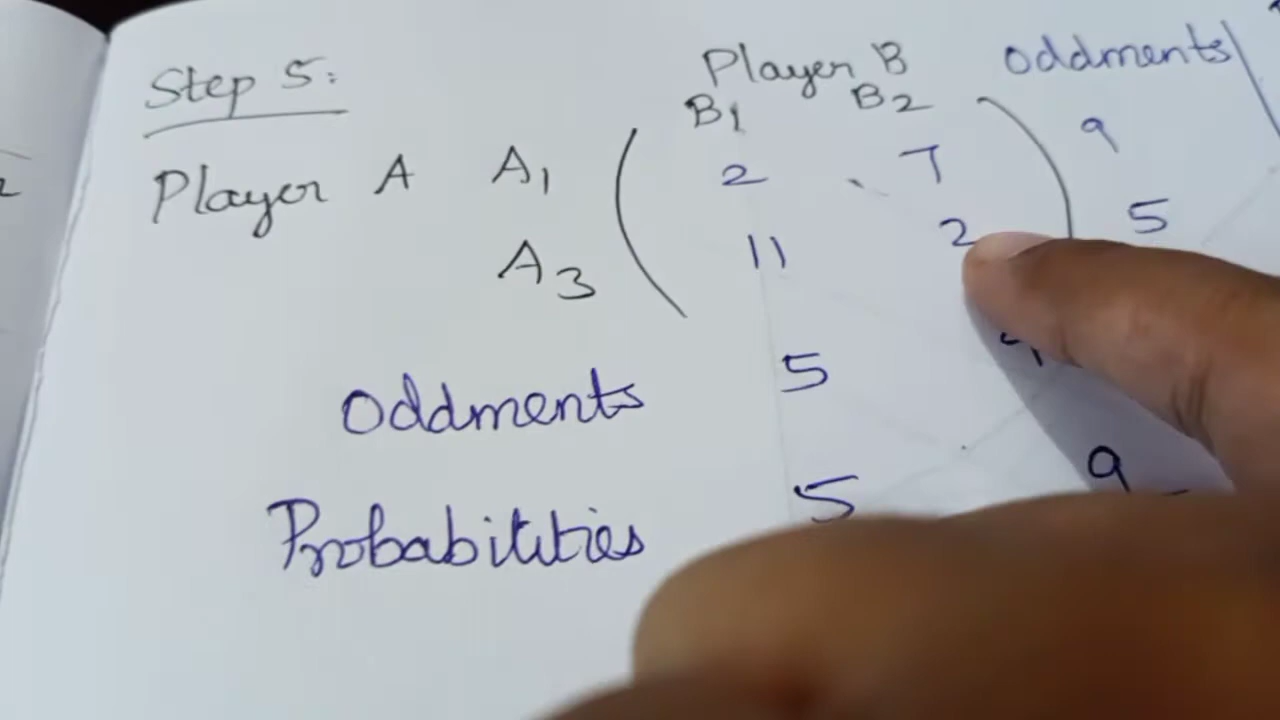 Step 5:
Player B Oddments
B1 B2
Player A A1 2 7 9
A3 11 2 5
Oddments 5 9
Probabilities 5 9